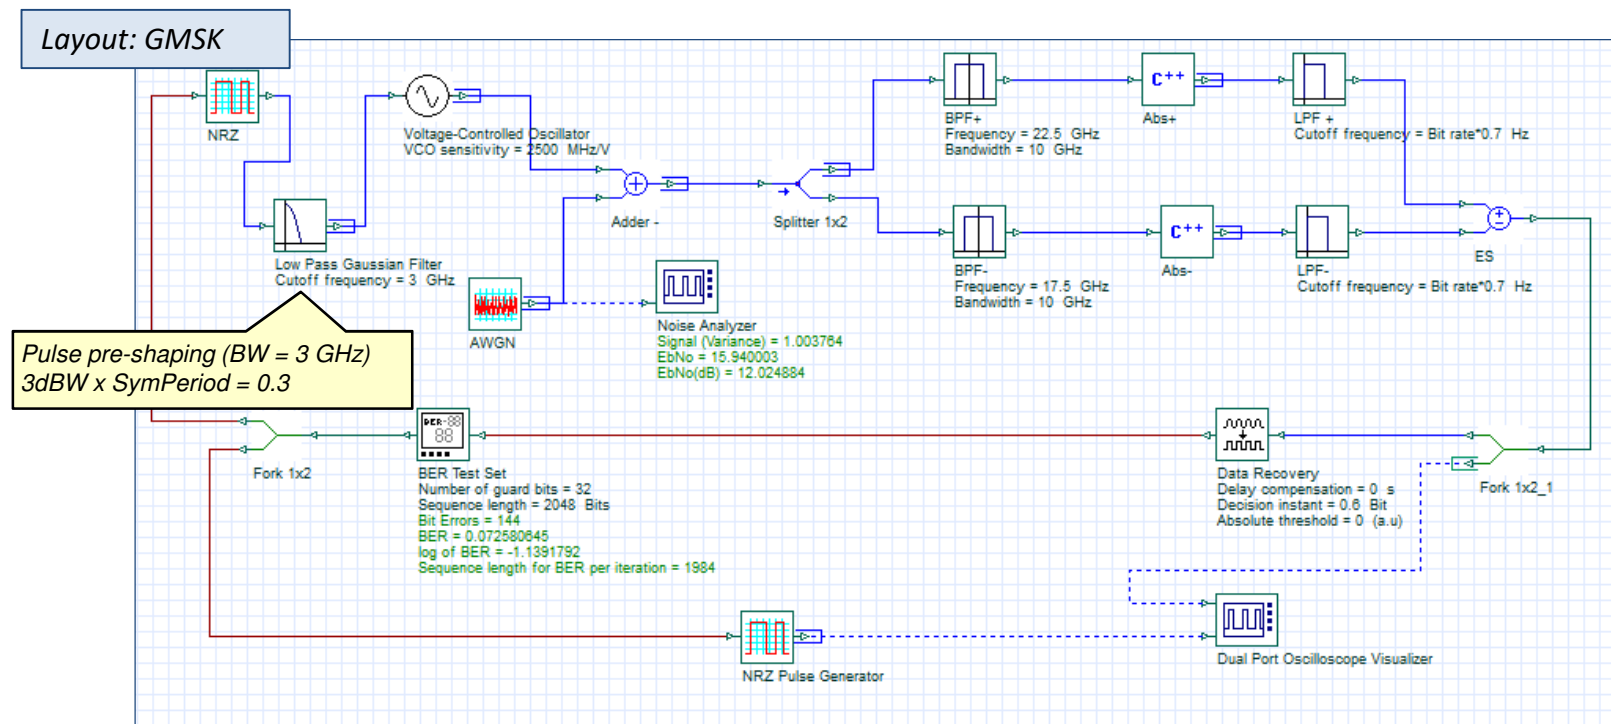 Layout: GMSK
NRZ
Voltage-Controlled Oscillator
VCO sensitivity = 2500 MHz/V
BPF+
Frequency = 22.5 GHz
Bandwidth = 10 GHz
C++
Abs+
LPF +
Cutoff frequency = Bit rate*0.7 Hz
Low Pass Gaussian Filter
Cutoff frequency = 3 GHz
Adder -
Splitter 1x2
BPF-
Frequency = 17.5 GHz
Bandwidth = 10 GHz
C++
Abs-
LPF-
Cutoff frequency = Bit rate*0.7 Hz
ES
Pulse pre-shaping (BW = 3 GHz)
3dBW x SymPeriod = 0.3
AWGN
Noise Analyzer
Signal (Variance) = 1.003764
EbNo = 15.940003
EbNo(dB) = 12.024884
Fork 1x2
BER-88
88
BER Test Set
Number of guard bits = 32
Sequence length = 2048 Bits
Bit Errors = 144
BER = 0.072580645
log of BER = -1.1391792
Sequence length for BER per iteration = 1984
Data Recovery
Delay compensation = 0 s
Decision instant = 0.6 Bit
Absolute threshold = 0 (a.u)
Fork 1x2_1
NRZ Pulse Generator
Dual Port Oscilloscope Visualizer